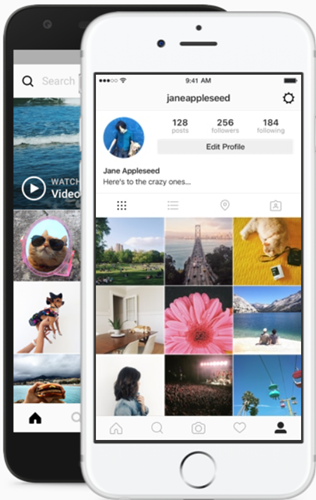 Search
WATCH
Video
9:41 AM
janeappleseed
128 256 184
posts followers following
Edit Profile
Jane Appleseed
Here's to the crazy ones...